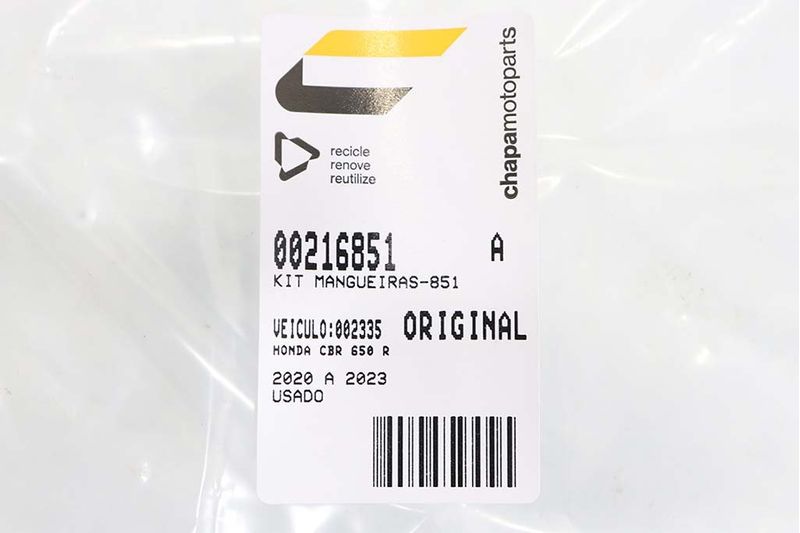 chapamotoparts
recicle
renove
reutilize
00216851 A
KIT MANGUEIRAS-851
VEICULO:002335 ORIGINAL
HONDA CBR 650 R
2020 A 2023
USADO